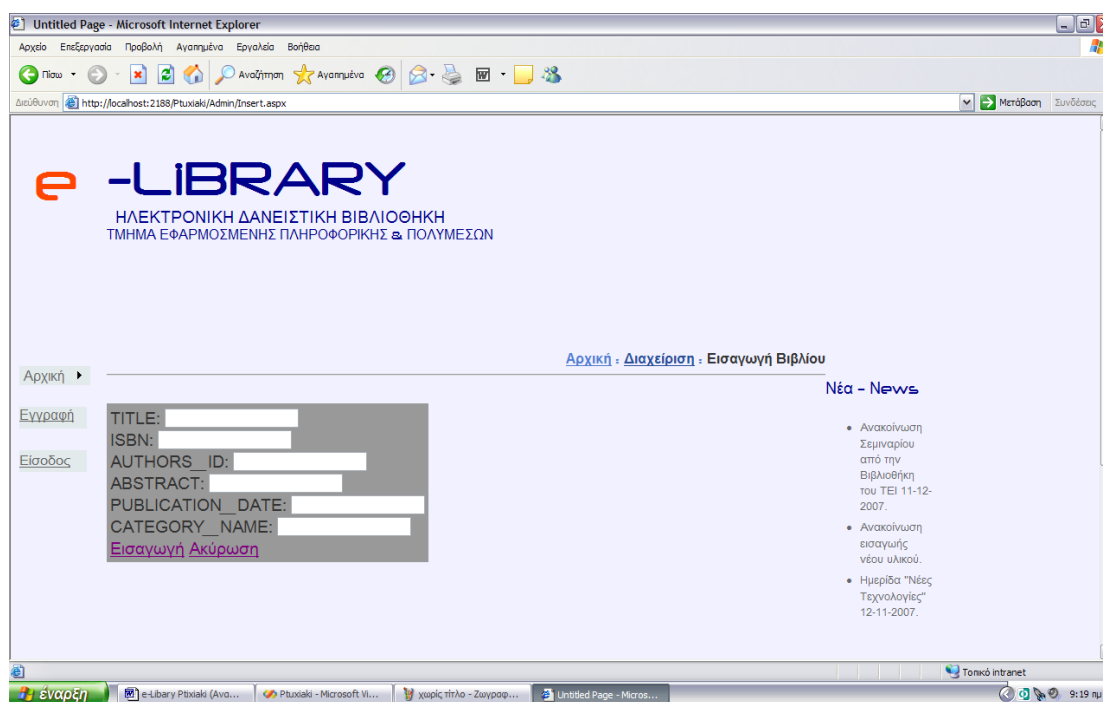 Untitled Page - Microsoft Internet Explorer
Αρχείο Επεξεργασία Προβολή Αγαπημένα Εργαλεία Βοήθεια
Πίσω Αναζήτηση Αγαπημένα
Διεύθυνση http://localhost:2188/Ptuxiaki/Admin/Insert.aspx Μετάβαση Συνδέσεις
e -LiBRARY
ΗΛΕΚΤΡΟΝΙΚΗ ΔΑΝΕΙΣΤΙΚΗ ΒΙΒΛΙΟΘΗΚΗ
ΤΜΗΜΑ ΕΦΑΡΜΟΣΜΕΝΗΣ ΠΛΗΡΟΦΟΡΙΚΗΣ & ΠΟΛΥΜΕΣΩΝ
Αρχική : Διαχείριση : Εισαγωγή Βιβλίου
Αρχική
Εγγραφή
Είσοδος
TITLE:
ISBN:
AUTHORS__ID:
ABSTRACT:
PUBLICATION__DATE:
CATEGORY__NAME:
Εισαγωγή Ακύρωση
Νέα - News
• Ανακοίνωση
Σεμιναρίου
από την
Βιβλιοθήκη
του ΤΕΙ 11-12-
2007.
• Ανακοίνωση
εισαγωγής
νέου υλικού.
• Ημερίδα "Νέες
Τεχνολογίες"
12-11-2007.
Τοπικό intranet
έναρξη e-Libary Ptixiaki (Ανα... Ptuxiaki - Microsoft Vi... χωρίς τίτλο - Ζωγραφ... Untitled Page - Micros... 9:19 πμ